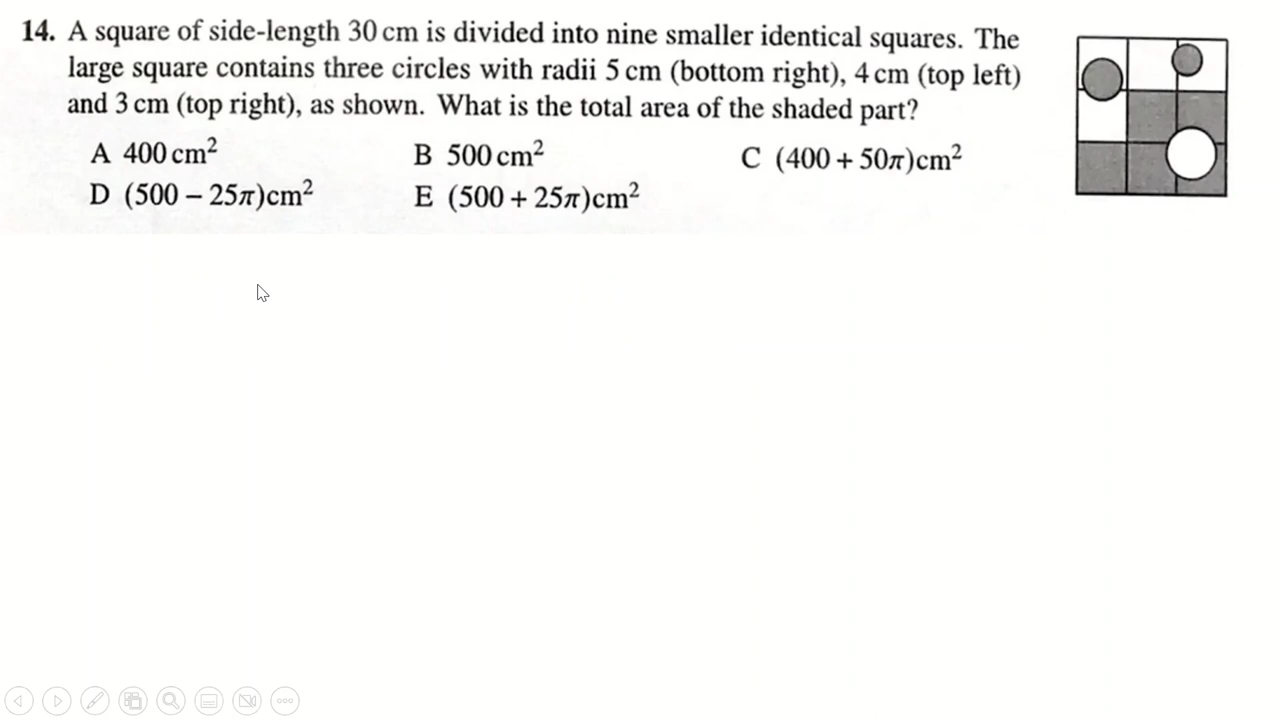 14. A square of side-length 30 cm is divided into nine smaller identical squares. The
large square contains three circles with radii 5 cm (bottom right), 4 cm (top left)
and 3 cm (top right), as shown. What is the total area of the shaded part?
A 400 cm² B 500 cm² C (400 + 50π)cm²
D (500 − 25π)cm² E (500 + 25π)cm²